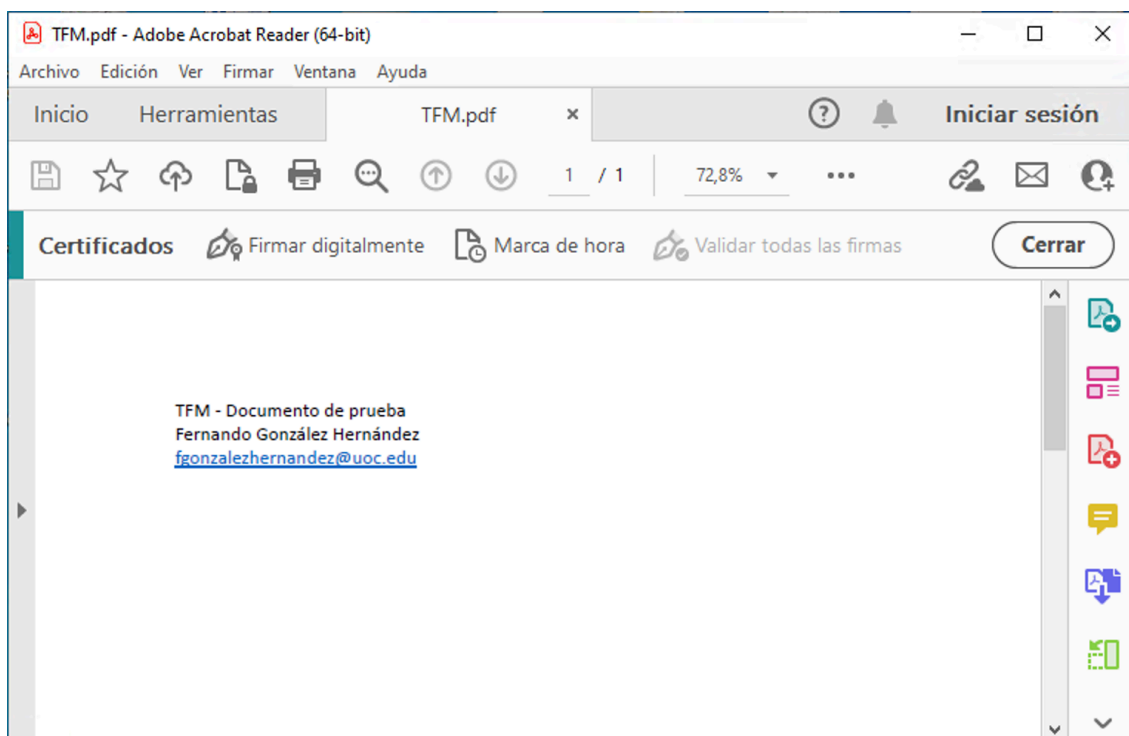 TFM.pdf - Adobe Acrobat Reader (64-bit)
Archivo Edición Ver Firmar Ventana Ayuda
Inicio Herramientas TFM.pdf × Iniciar sesión
1 / 1 72,8%
Certificados Firmar digitalmente Marca de hora Validar todas las firmas Cerrar
TFM - Documento de prueba
Fernando González Hernández
fgonzalezhernandez@uoc.edu